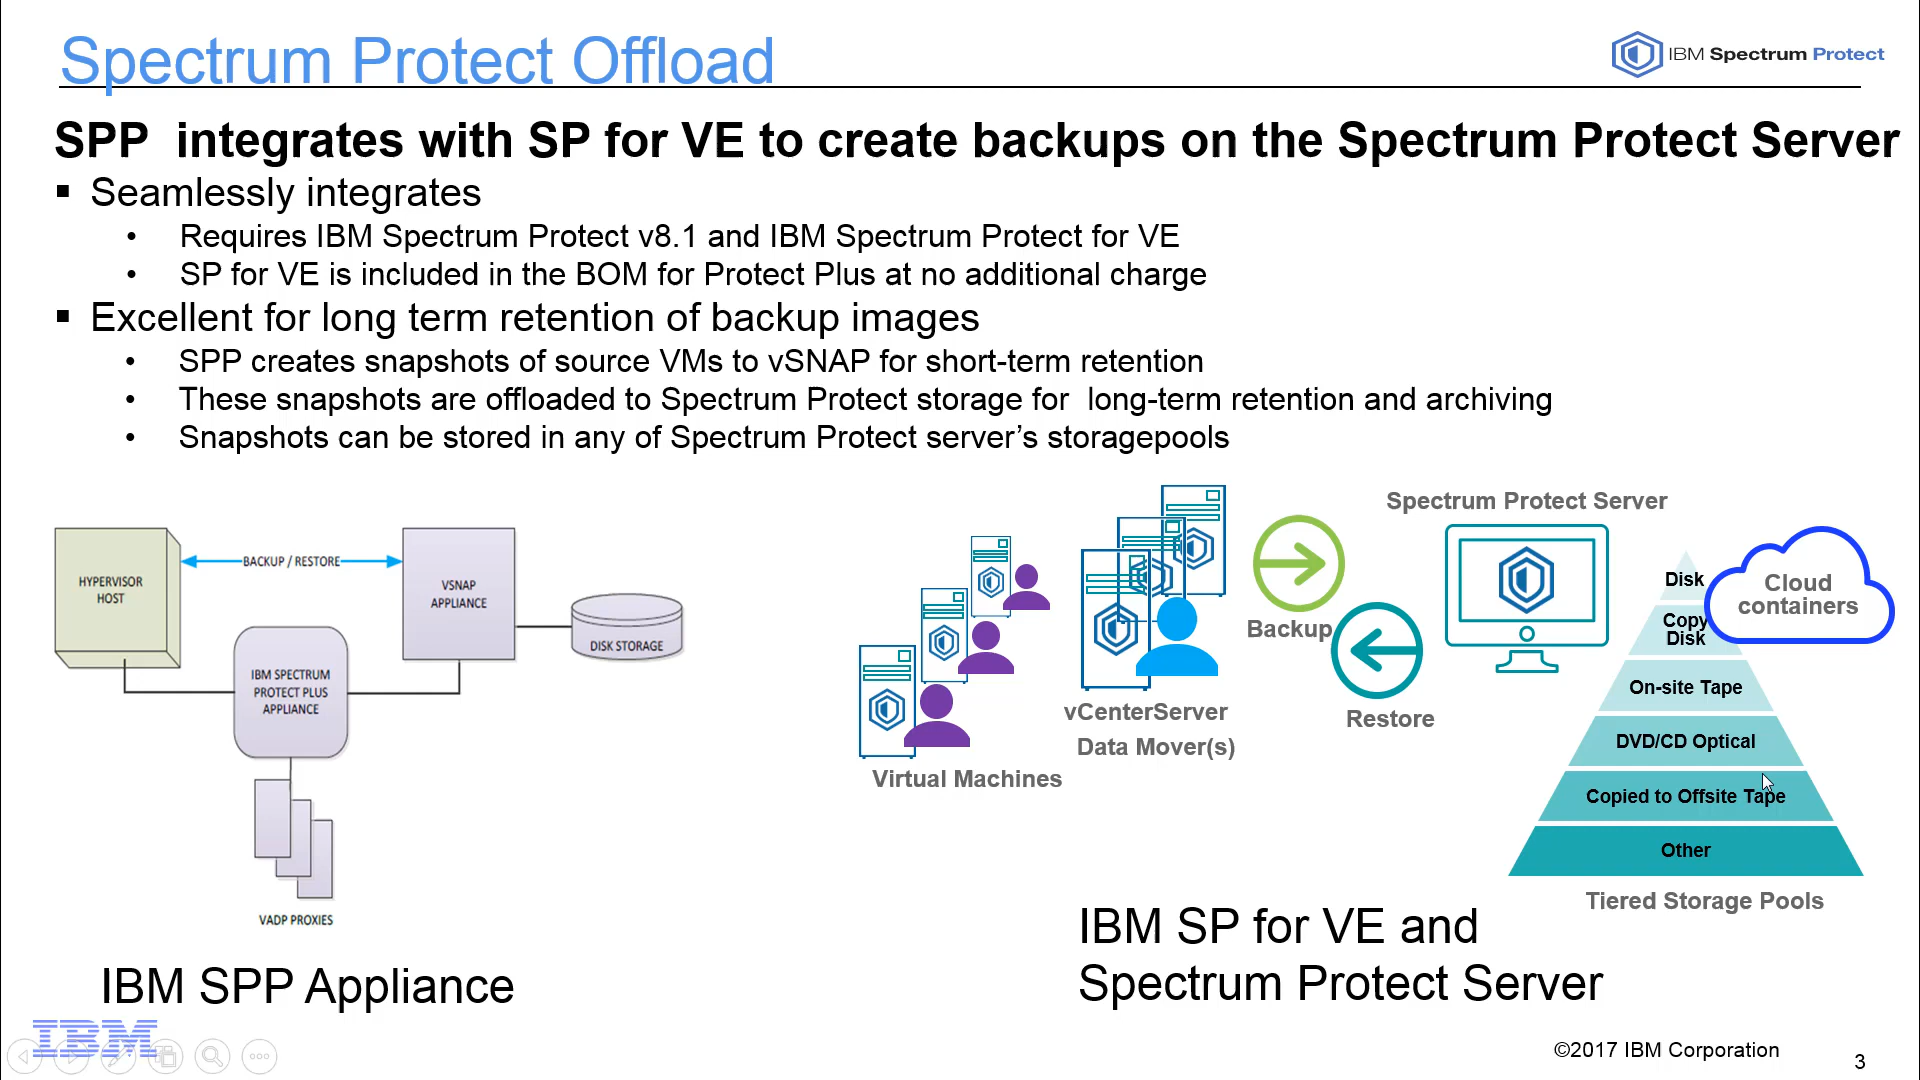 Spectrum Protect Offload
IBM Spectrum Protect
SPP  integrates with SP for VE to create backups on the Spectrum Protect Server
▪ Seamlessly integrates
• Requires IBM Spectrum Protect v8.1 and IBM Spectrum Protect for VE
• SP for VE is included in the BOM for Protect Plus at no additional charge
▪ Excellent for long term retention of backup images
• SPP creates snapshots of source VMs to vSNAP for short-term retention
• These snapshots are offloaded to Spectrum Protect storage for  long-term retention and archiving
• Snapshots can be stored in any of Spectrum Protect server’s storagepools
HYPERVISOR
HOST
BACKUP / RESTORE
VSNAP
APPLIANCE
DISK STORAGE
IBM SPECTRUM
PROTECT PLUS
APPLIANCE
VADP PROXIES
IBM SPP Appliance
Virtual Machines
vCenterServer
Data Mover(s)
Backup
Restore
Spectrum Protect Server
Cloud
containers
Disk
Copy
Disk
On-site Tape
DVD/CD Optical
Copied to Offsite Tape
Other
Tiered Storage Pools
IBM SP for VE and
Spectrum Protect Server
IBM
©2017 IBM Corporation
3